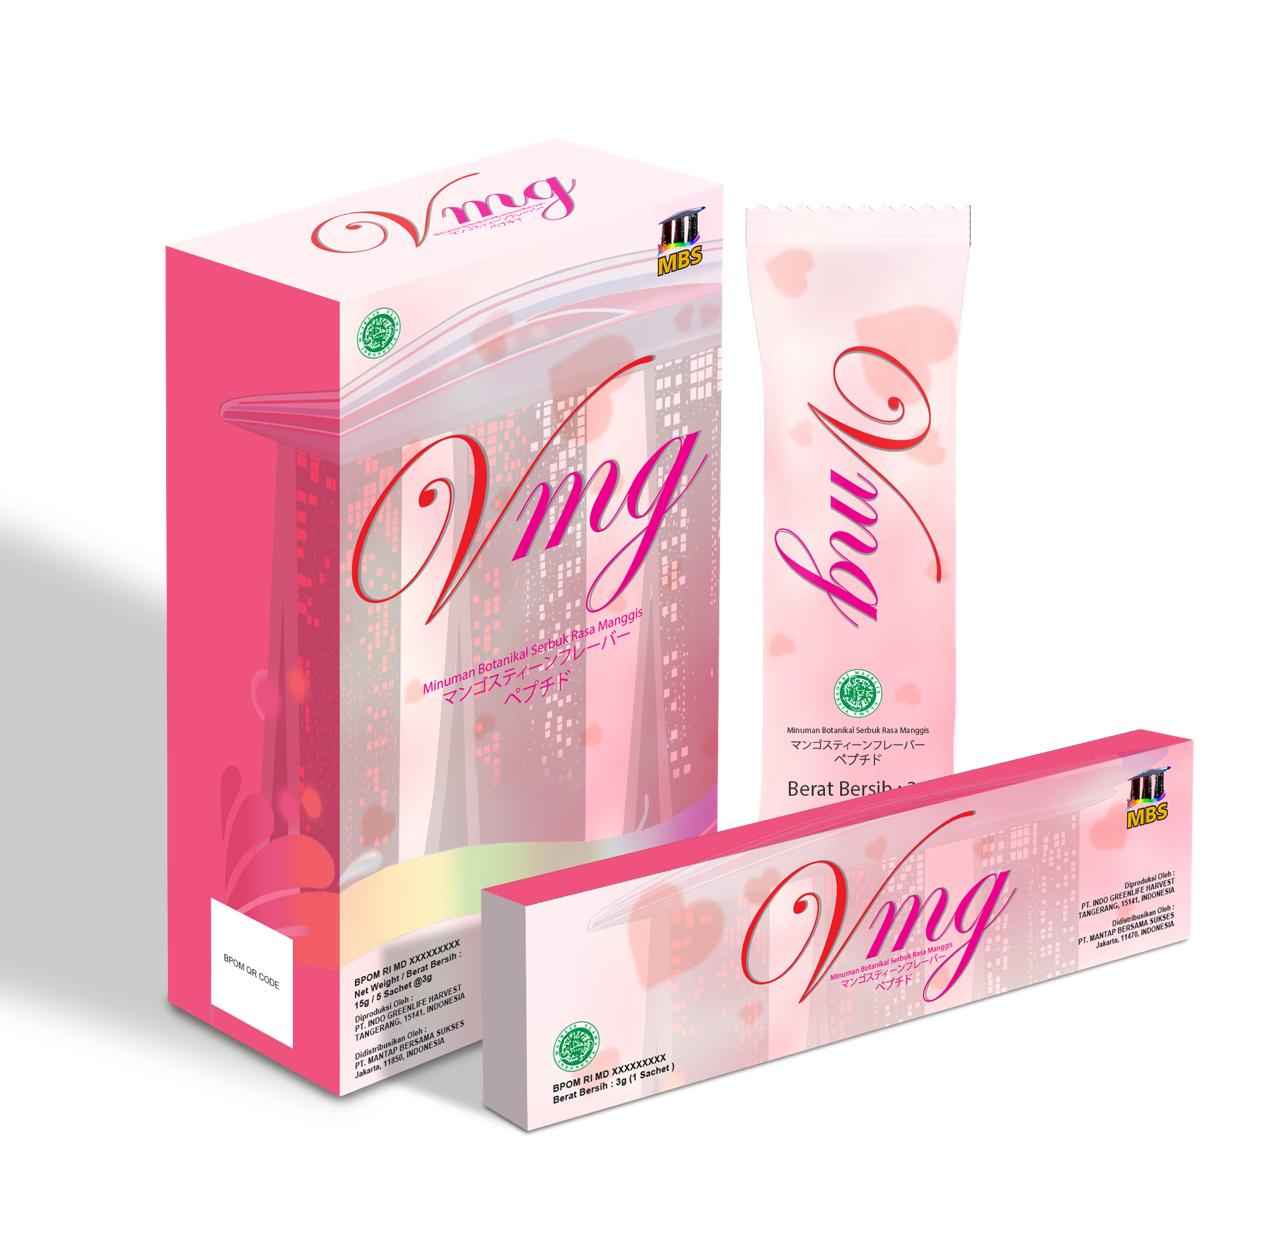 Vmg
MBS
Vmg
Minuman Botanikal Serbuk Rasa Manggis
マンゴスティーンフレーバー
ペプチド
BPOM QR CODE
BPOM RI MD XXXXXXXXX
Net Weight / Berat Bersih :
15g / 5 Sachet @3g
Diproduksi Oleh :
PT. INDO GREENLIFE HARVEST
TANGERANG, 15141, INDONESIA
Didistribusikan Oleh :
PT. MANTAP BERSAMA SUKSES
Jakarta, 11850, INDONESIA
Vmg
Minuman Botanikal Serbuk Rasa Manggis
マンゴスティーンフレーバー
ペプチド
Berat Bersih :
MBS
Vmg
Minuman Botanikal Serbuk Rasa Manggis
マンゴスティーンフレーバー
ペプチド
Diproduksi Oleh :
PT. INDO GREENLIFE HARVEST
TANGERANG, 15141, INDONESIA
Didistribusikan Oleh :
PT. MANTAP BERSAMA SUKSES
Jakarta, 11470, INDONESIA
BPOM RI MD XXXXXXXXX
Berat Bersih : 3g (1 Sachet )